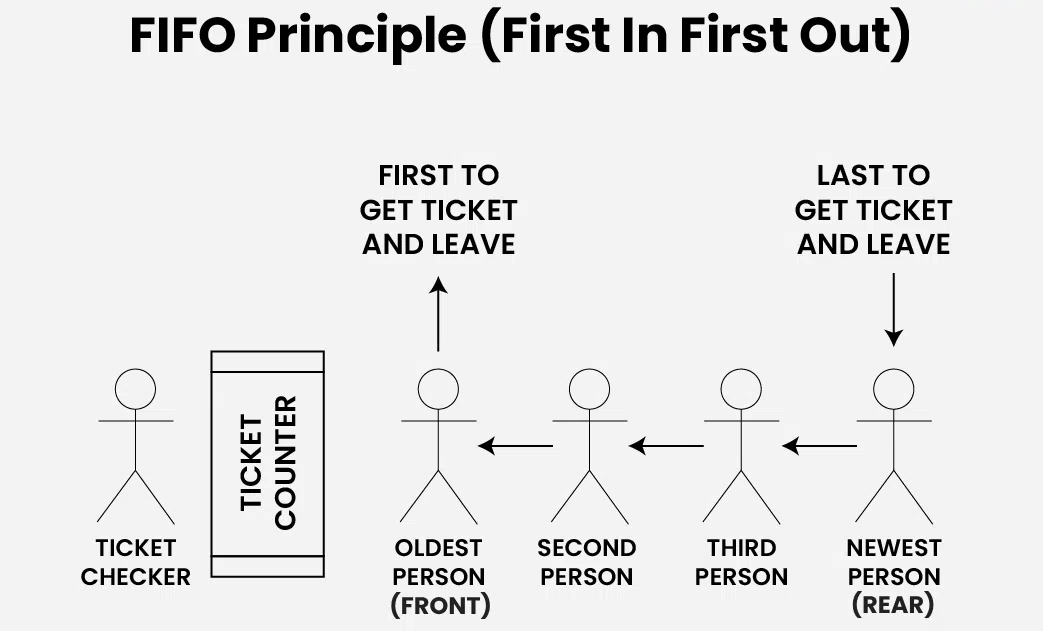 FIFO Principle (First In First Out)
FIRST TO
GET TICKET
AND LEAVE
LAST TO
GET TICKET
AND LEAVE
TICKET
COUNTER
TICKET
CHECKER
OLDEST
PERSON
(FRONT)
SECOND
PERSON
THIRD
PERSON
NEWEST
PERSON
(REAR)